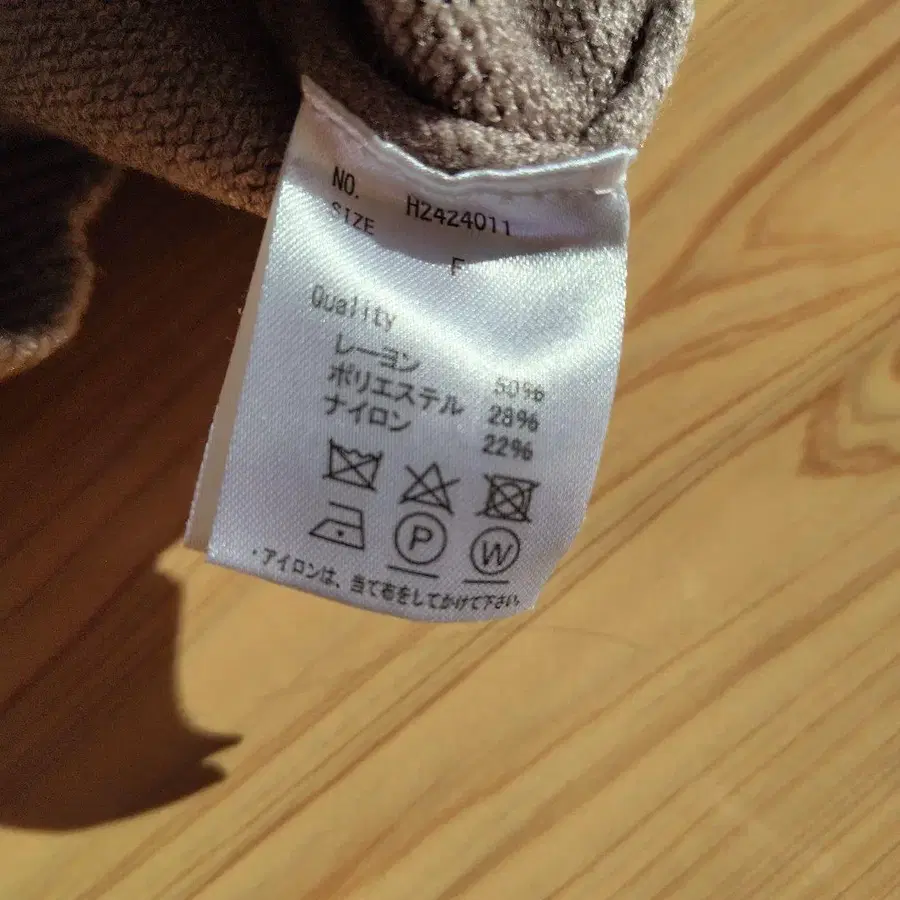 NO. H2424011
SIZE F
Quality
レーヨン 50%
ポリエステル 28%
ナイロン 22%
P W
・アイロンは、当て布をしてかけて下さい。